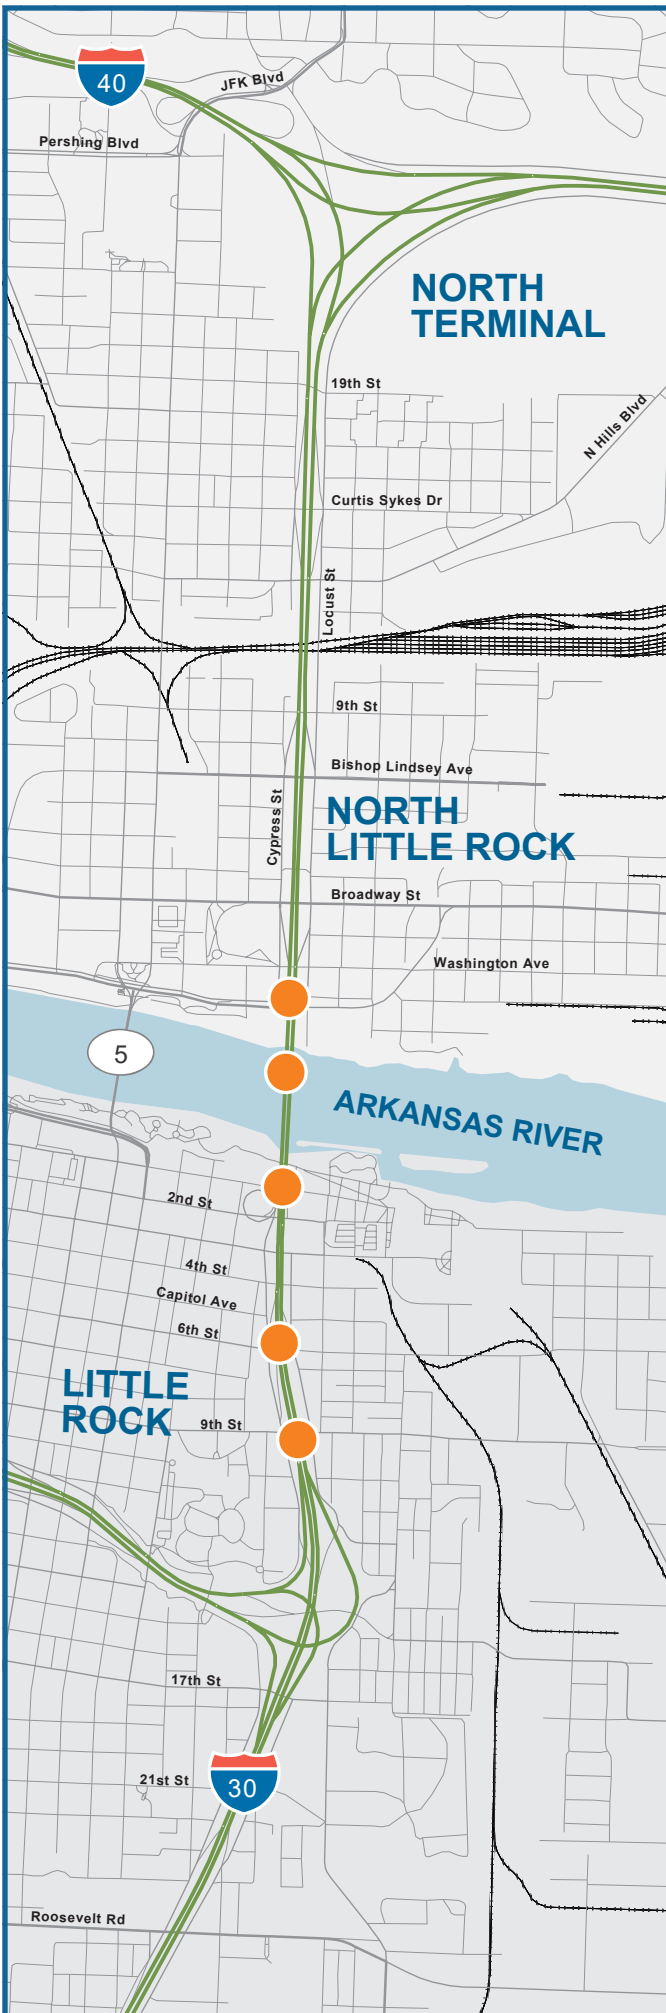 40
JFK Blvd
Pershing Blvd
NORTH
TERMINAL
19th St
N Hills Blvd
Curtis Sykes Dr
Locust St
9th St
Bishop Lindsey Ave
Cypress St
NORTH
LITTLE ROCK
Broadway St
Washington Ave
5
ARKANSAS RIVER
2nd St
4th St
Capitol Ave
6th St
LITTLE
ROCK
9th St
17th St
21st St
30
Roosevelt Rd